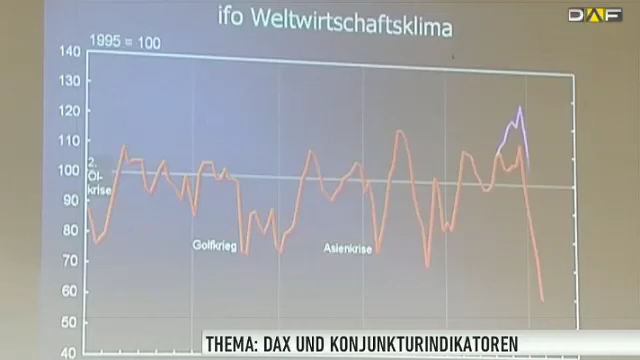 DAF
ifo Weltwirtschaftsklima
1995 = 100
140
130
120
110
100
90
80
70
60
50
40
2.
Öl-
krise
Golfkrieg
Asienkrise
THEMA: DAX UND KONJUNKTURINDIKATOREN